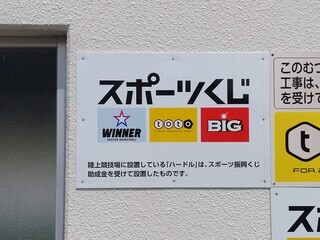 スポーツくじ
WINNER
toto
BIG
陸上競技場に設置している「ハードル」は、スポーツ振興くじ
助成金を受けて設置したものです。
このむつ
工事は、
を受けて
t
FOR